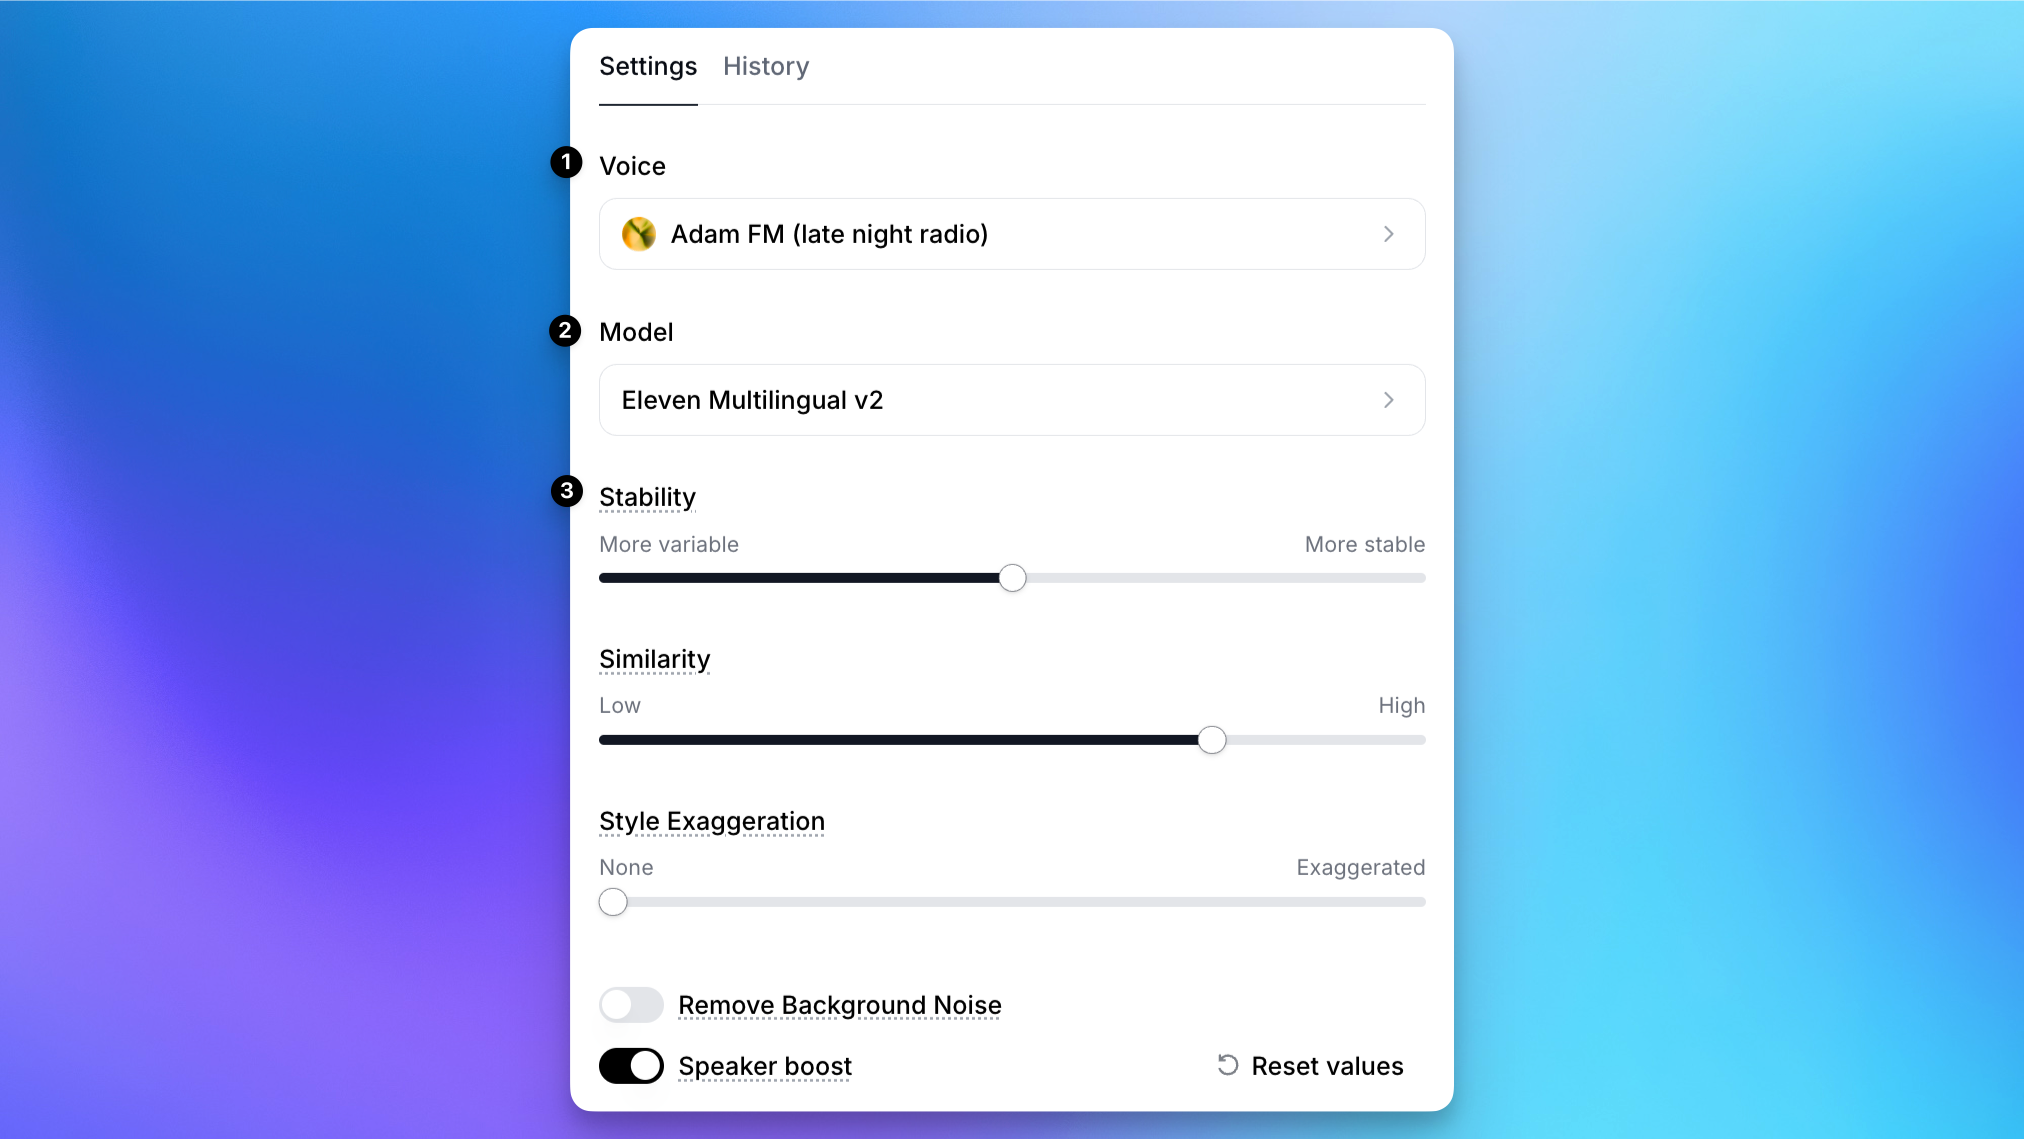 Settings History
1 Voice
Adam FM (late night radio)
2 Model
Eleven Multilingual v2
3 Stability
More variable More stable
Similarity
Low High
Style Exaggeration
None Exaggerated
Remove Background Noise
Speaker boost Reset values